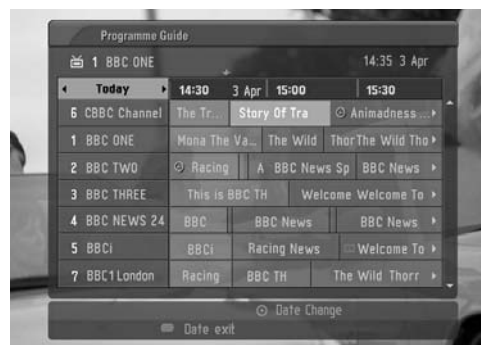 Programme Guide
1 BBC ONE 14:35 3 Apr
Today 14:30 3 Apr 15:00 15:30
6 CBBC Channel The Tr... Story Of Tra Animadness ...
1 BBC ONE Mona The Va... The Wild Thor The Wild Tho
2 BBC TWO Racing A BBC News Sp BBC News
3 BBC THREE This is BBC TH Welcome Welcome To
4 BBC NEWS 24 BBC BBC News BBC News
5 BBCi BBCi Racing News Welcome To
7 BBC1 London Racing BBC TH The Wild Thorr
Date Change
Date exit